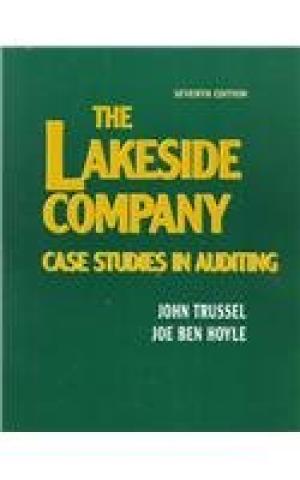 SEVENTH EDITION
THE
LAKESIDE
COMPANY
CASE STUDIES IN AUDITING
JOHN TRUSSEL
JOE BEN HOYLE